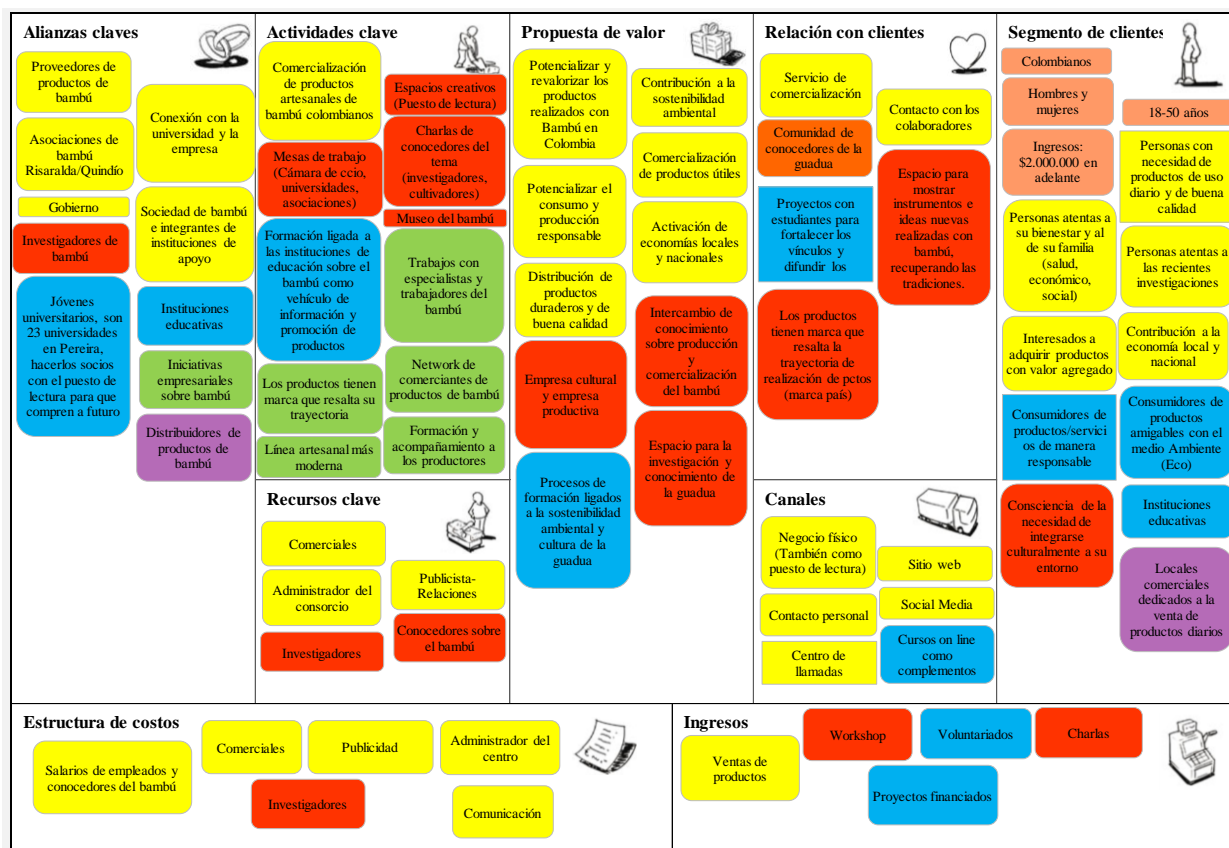 Alianzas claves
Proveedores de
productos de
bambú
Asociaciones de
bambú
Risaralda/Quindío
Gobierno
Investigadores de
bambú
Jóvenes
universitarios, son
23 universidades
en Pereira,
hacerlos socios
con el puesto de
lectura para que
compren a futuro
Conexión con la
universidad y la
empresa
Sociedad de bambú
e integrantes de
instituciones de
apoyo
Instituciones
educativas
Iniciativas
empresariales
sobre bambú
Distribuidores de
productos de
bambú
Actividades clave
Comercialización
de productos
artesanales de
bambú colombianos
Mesas de trabajo
(Cámara de ccio,
universidades,
asociaciones)
Formación ligada a
las instituciones de
educación sobre el
bambú como
vehículo de
información y
promoción de
productos
Los productos tienen
marca que resalta su
trayectoria
Línea artesanal más
moderna
Espacios creativos
(Puesto de lectura)
Charlas de
conocedores del
tema
(investigadores,
cultivadores)
Museo del bambú
Trabajos con
especialistas y
trabajadores del
bambú
Network de
comerciantes de
productos de bambú
Formación y
acompañamiento a
los productores
Recursos clave
Comerciales
Administrador del
consorcio
Investigadores
Publicista-
Relaciones
Conocedores sobre
el bambú
Propuesta de valor
Potencializar y
revalorizar los
productos
realizados con
Bambú en
Colombia
Potencializar el
consumo y
producción
responsable
Distribución de
productos
duraderos y de
buena calidad
Empresa cultural
y empresa
productiva
Procesos de
formación ligados
a la sostenibilidad
ambiental y
cultura de la
guadua
Contribución a la
sostenibilidad
ambiental
Comercialización
de productos útiles
Activación de
economías locales
y nacionales
Intercambio de
conocimiento
sobre producción y
comercialización
del bambú
Espacio para la
investigación y
conocimiento de
la guadua
Relación con clientes
Servicio de
comercialización
Comunidad de
conocedores de la
guadua
Proyectos con
estudiantes para
fortalecer los
vínculos y
difundir los
Los productos
tienen marca que
resalta la
trayectoria de
realización de pctos
(marca país)
Contacto con los
colaboradores
Espacio para
mostrar
instrumentos e
ideas nuevas
realizadas con
bambú,
recuperando las
tradiciones.
Canales
Negocio físico
(También como
puesto de lectura)
Contacto personal
Centro de
llamadas
Sitio web
Social Media
Cursos on line
como
complementos
Segmento de clientes
Colombianos
Hombres y
mujeres
Ingresos:
$2.000.000 en
adelante
Personas atentas a
su bienestar y al
de su familia
(salud,
económico,
social)
Interesados a
adquirir productos
con valor agregado
Consumidores de
productos/servici
os de manera
responsable
Consciencia de la
necesidad de
integrarse
culturalmente a su
entorno
18-50 años
Personas con
necesidad de
productos de uso
diario y de buena
calidad
Personas atentas a
las recientes
investigaciones
Contribución a la
economía local y
nacional
Consumidores de
productos
amigables con el
medio Ambiente
(Eco)
Instituciones
educativas
Locales
comerciales
dedicados a la
venta de
productos diarios
Estructura de costos
Salarios de empleados y
conocedores del bambú
Comerciales
Publicidad
Administrador del
centro
Investigadores
Comunicación
Ingresos
Ventas de
productos
Workshop
Voluntariados
Charlas
Proyectos financiados